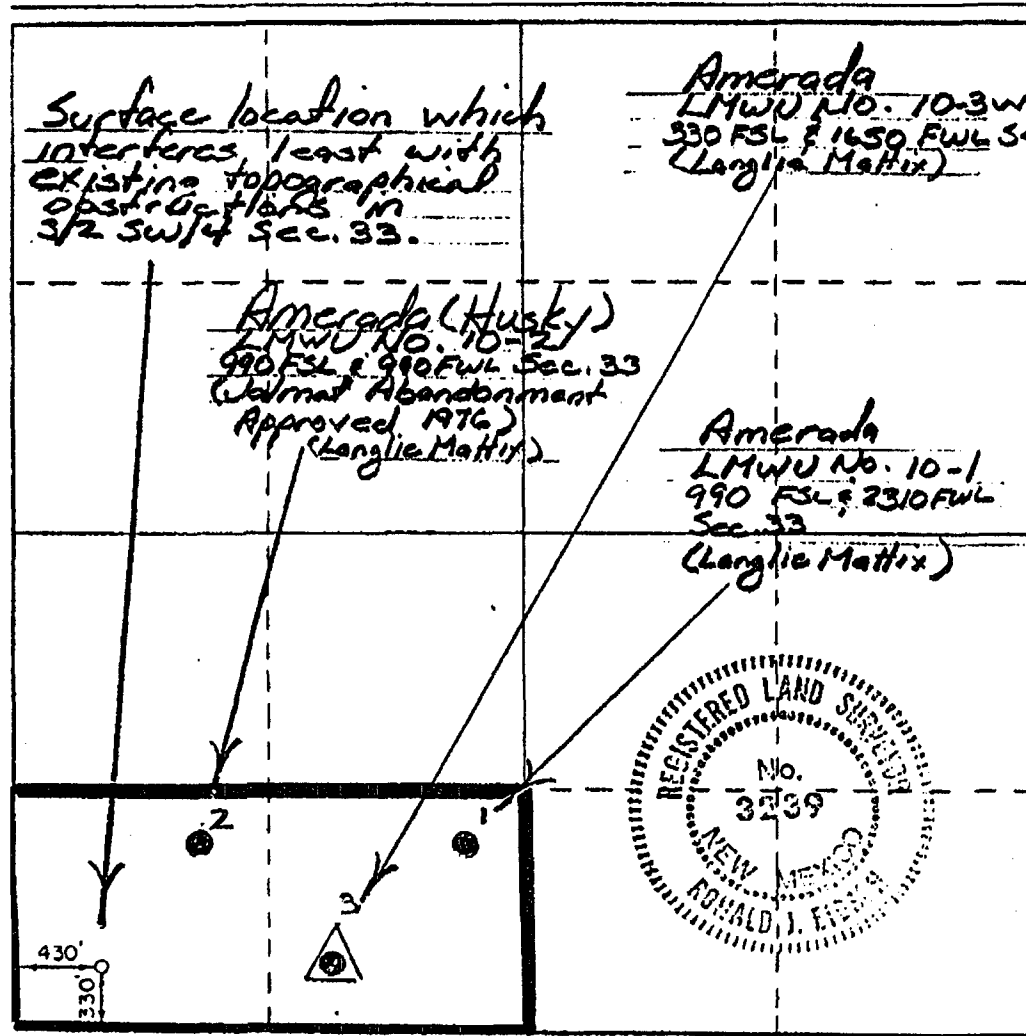 Surface location which
interferes least with
existing topographical
obstructions in
S/2 SW/4 Sec. 33.
Amerada
LMWU NO. 10-3W
330 FSL & 1650 FWL
(Langlie Mattix)
Amerada (Husky)
LMWU NO. 10-2
990 FSL & 990 FWL Sec. 33
(Jalmat Abandonment
Approved 1976)
(Langlie Mattix)
Amerada
LMWU No. 10-1
990 FSL & 2310 FWL
Sec. 33
(Langlie Mattix)
2
1
3
430'
330'
REGISTERED LAND SURVEYOR
No.
3239
NEW MEXICO
RONALD J.